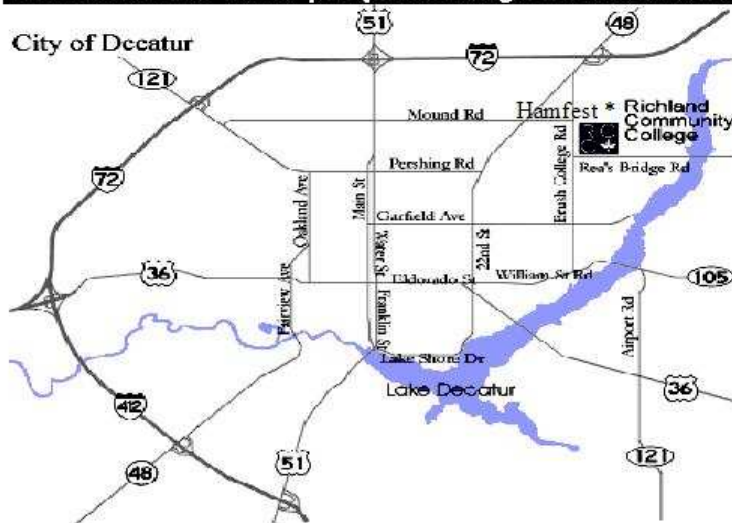 51
48
City of Decatur
72
121
Mound Rd
Hamfest * Richland
Community
College
Pershing Rd
Rea's Bridge Rd
72
Oakland Ave
Main St
Brush College Rd
Garfield Ave
Water St
22nd St
36
William St Rd
105
Eldorado St
Fairview Ave
Franklin St
Airport Rd
Lake Shore Dr
Lake Decatur
36
412
48
51
121